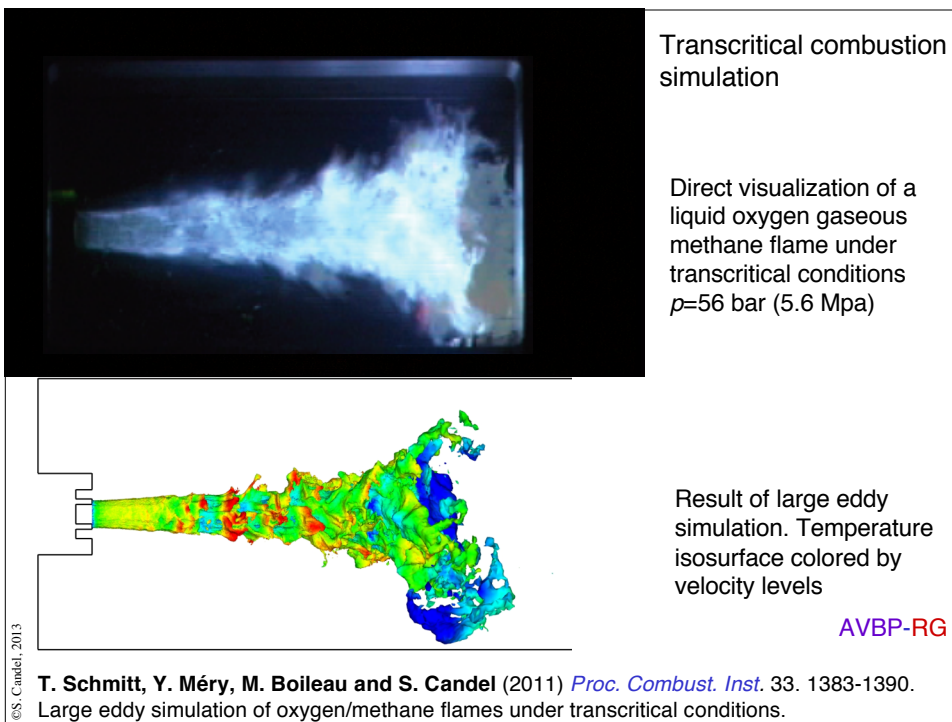 Transcritical combustion
simulation
Direct visualization of a
liquid oxygen gaseous
methane flame under
transcritical conditions
p=56 bar (5.6 Mpa)
Result of large eddy
simulation. Temperature
isosurface colored by
velocity levels
AVBP-RG
©S. Candel, 2013
T. Schmitt, Y. Méry, M. Boileau and S. Candel (2011) Proc. Combust. Inst. 33. 1383-1390.
Large eddy simulation of oxygen/methane flames under transcritical conditions.